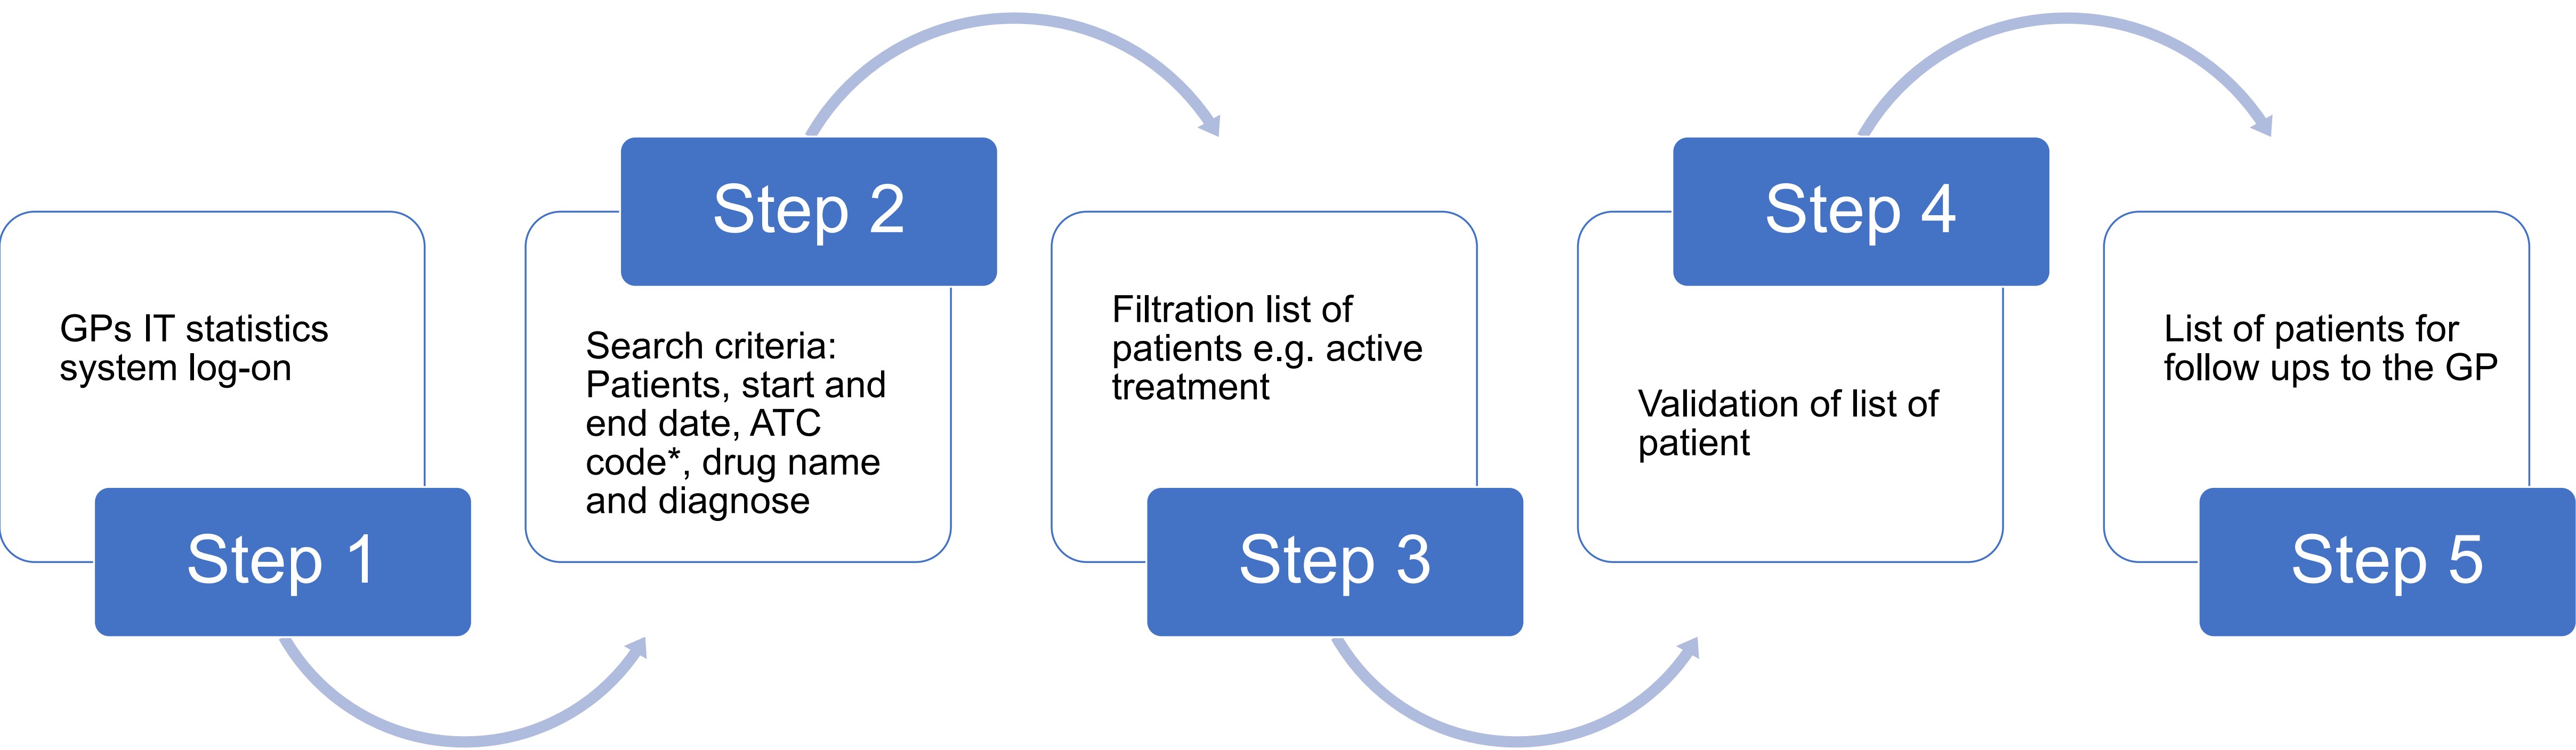 GPs IT statistics
system log-on
Step 1
Step 2
Search criteria:
Patients, start and
end date, ATC
code*, drug name
and diagnose
Filtration list of
patients e.g. active
treatment
Step 3
Step 4
Validation of list of
patient
List of patients for
follow ups to the GP
Step 5